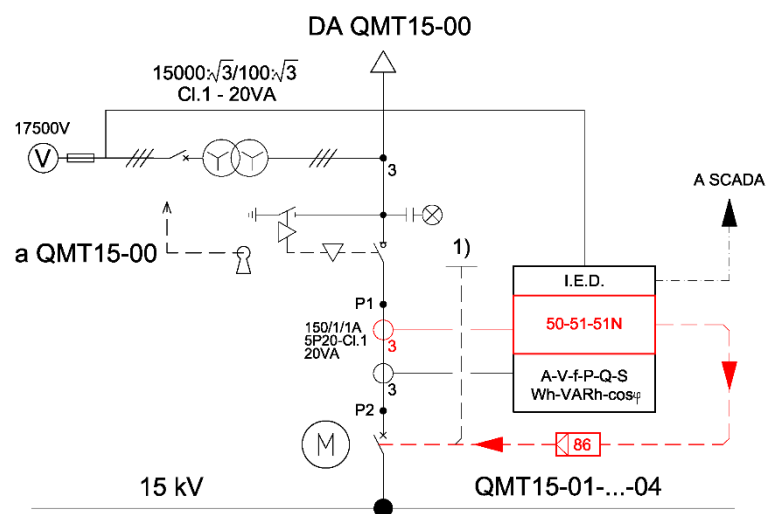 DA QMT15-00
15000:√3/100:√3
Cl.1 - 20VA
17500V
V
3
A SCADA
a QMT15-00
1)
I.E.D.
P1
50-51-51N
150/1/1A
5P20-Cl.1
20VA
3
3
A-V-f-P-Q-S
Wh-VARh-cosφ
P2
M
86
15 kV
QMT15-01-...-04